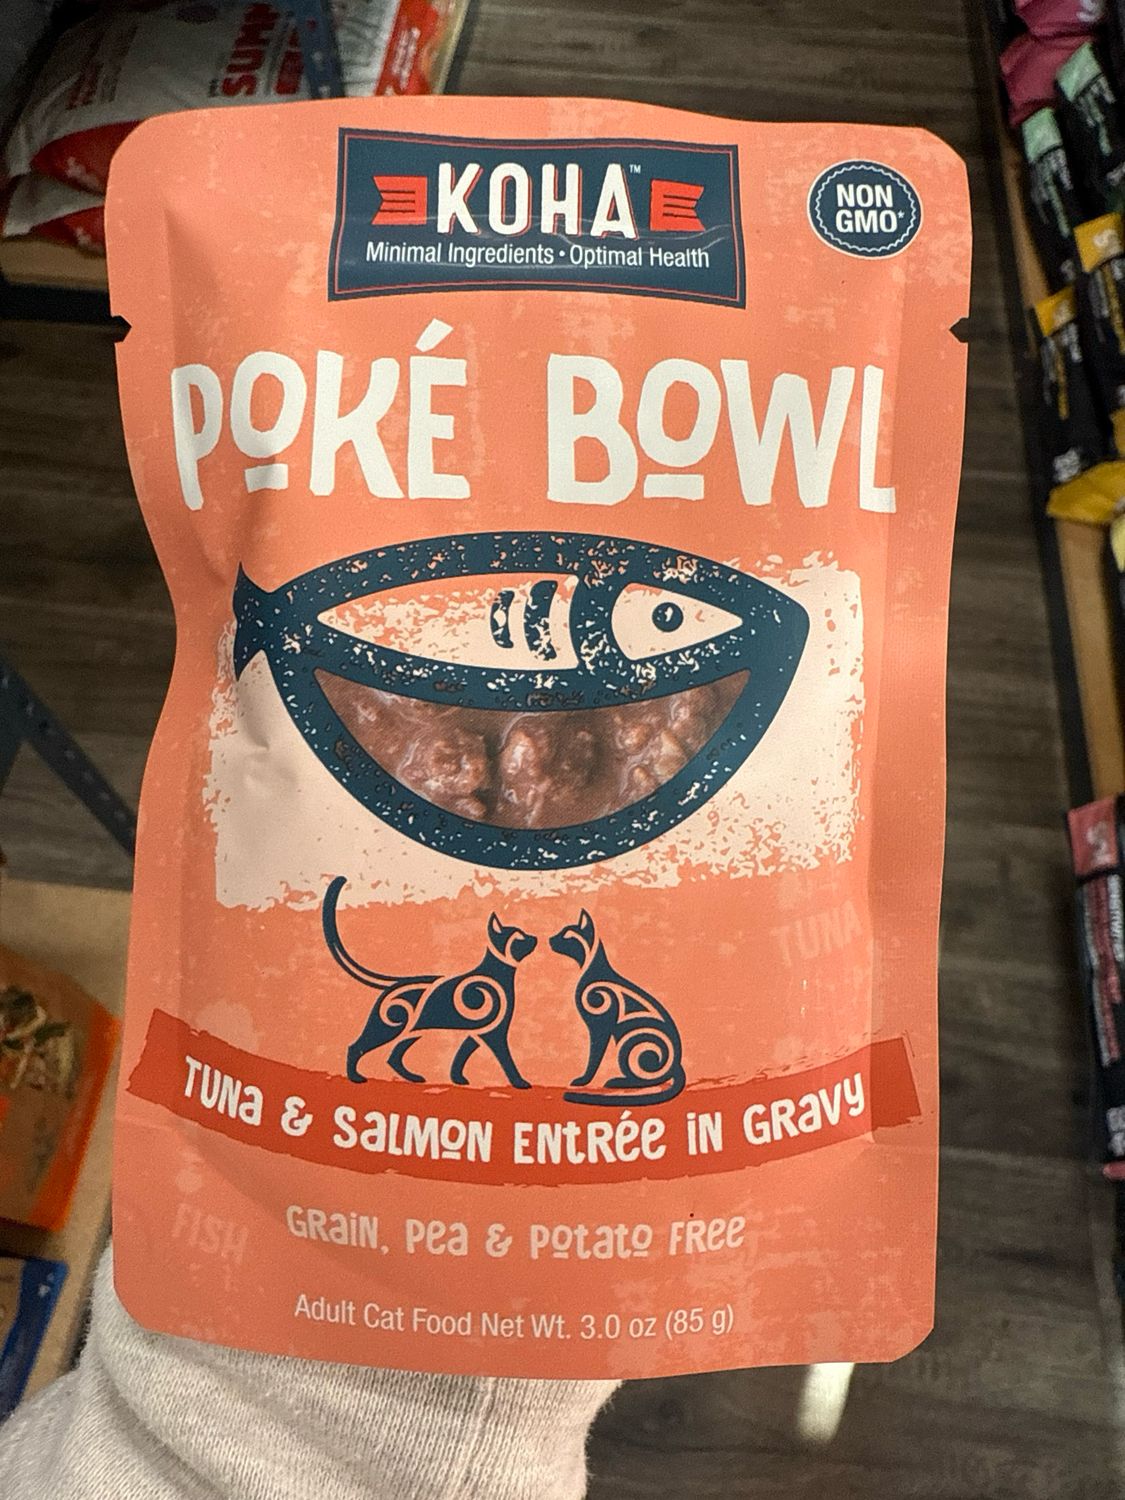 KOHA™
Minimal Ingredients • Optimal Health
NON
GMO*
POKÉ BOWL
TUNA
TUNA & SALMON ENTRÉE IN GRAVY
FISH
GRAIN, PEA & POTATO FREE
Adult Cat Food Net Wt. 3.0 oz (85 g)